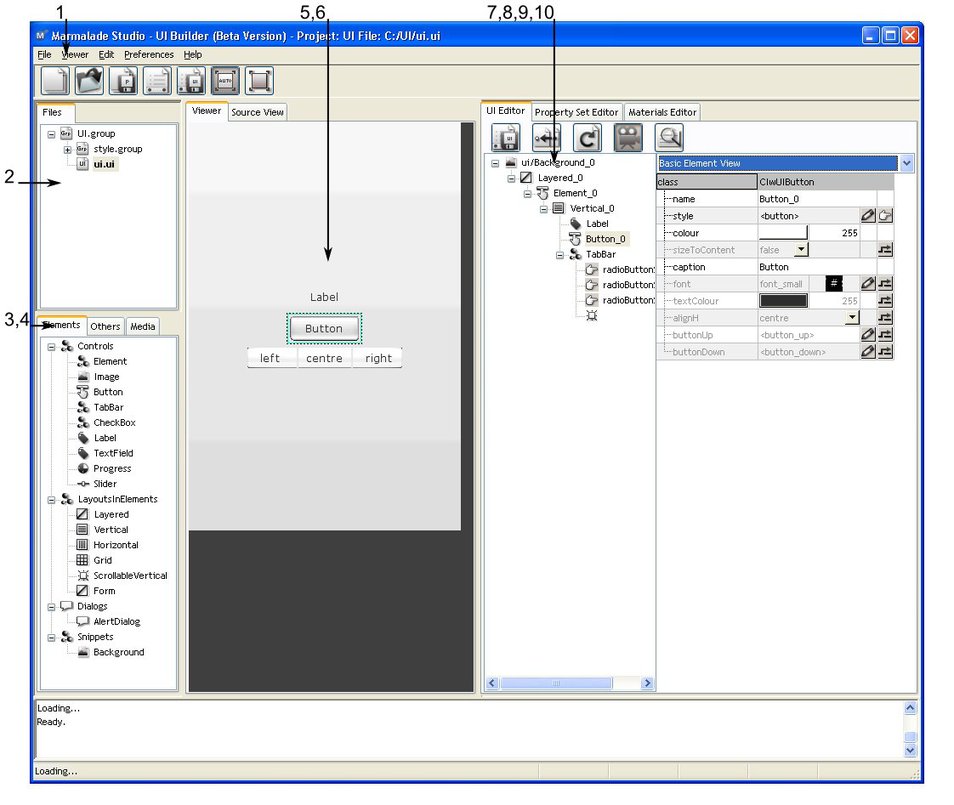 1
5,6
7,8,9,10
Marmalade Studio - UI Builder (Beta Version) - Project: UI File: C:/UI/ui.ui
File Viewer Edit Preferences Help
AUTO
Files
UI.group
style.group
ui.ui
2
3,4
Elements Others Media
Controls
Element
Image
Button
TabBar
CheckBox
Label
TextField
Progress
Slider
LayoutsInElements
Layered
Vertical
Horizontal
Grid
ScrollableVertical
Form
Dialogs
AlertDialog
Snippets
Background
Viewer Source View
Label
Button
left centre right
UI Editor Property Set Editor Materials Editor
ui/Background_0
Layered_0
Element_0
Vertical_0
Label
Button_0
TabBar
radioButton
radioButton
radioButton
Basic Element View
class CIwUIButton
name Button_0
style <button>
colour 255
sizeToContent false
caption Button
font font_small #
textColour 255
alignH centre
buttonUp <button_up>
buttonDown <button_down>
Loading...
Ready.
Loading...